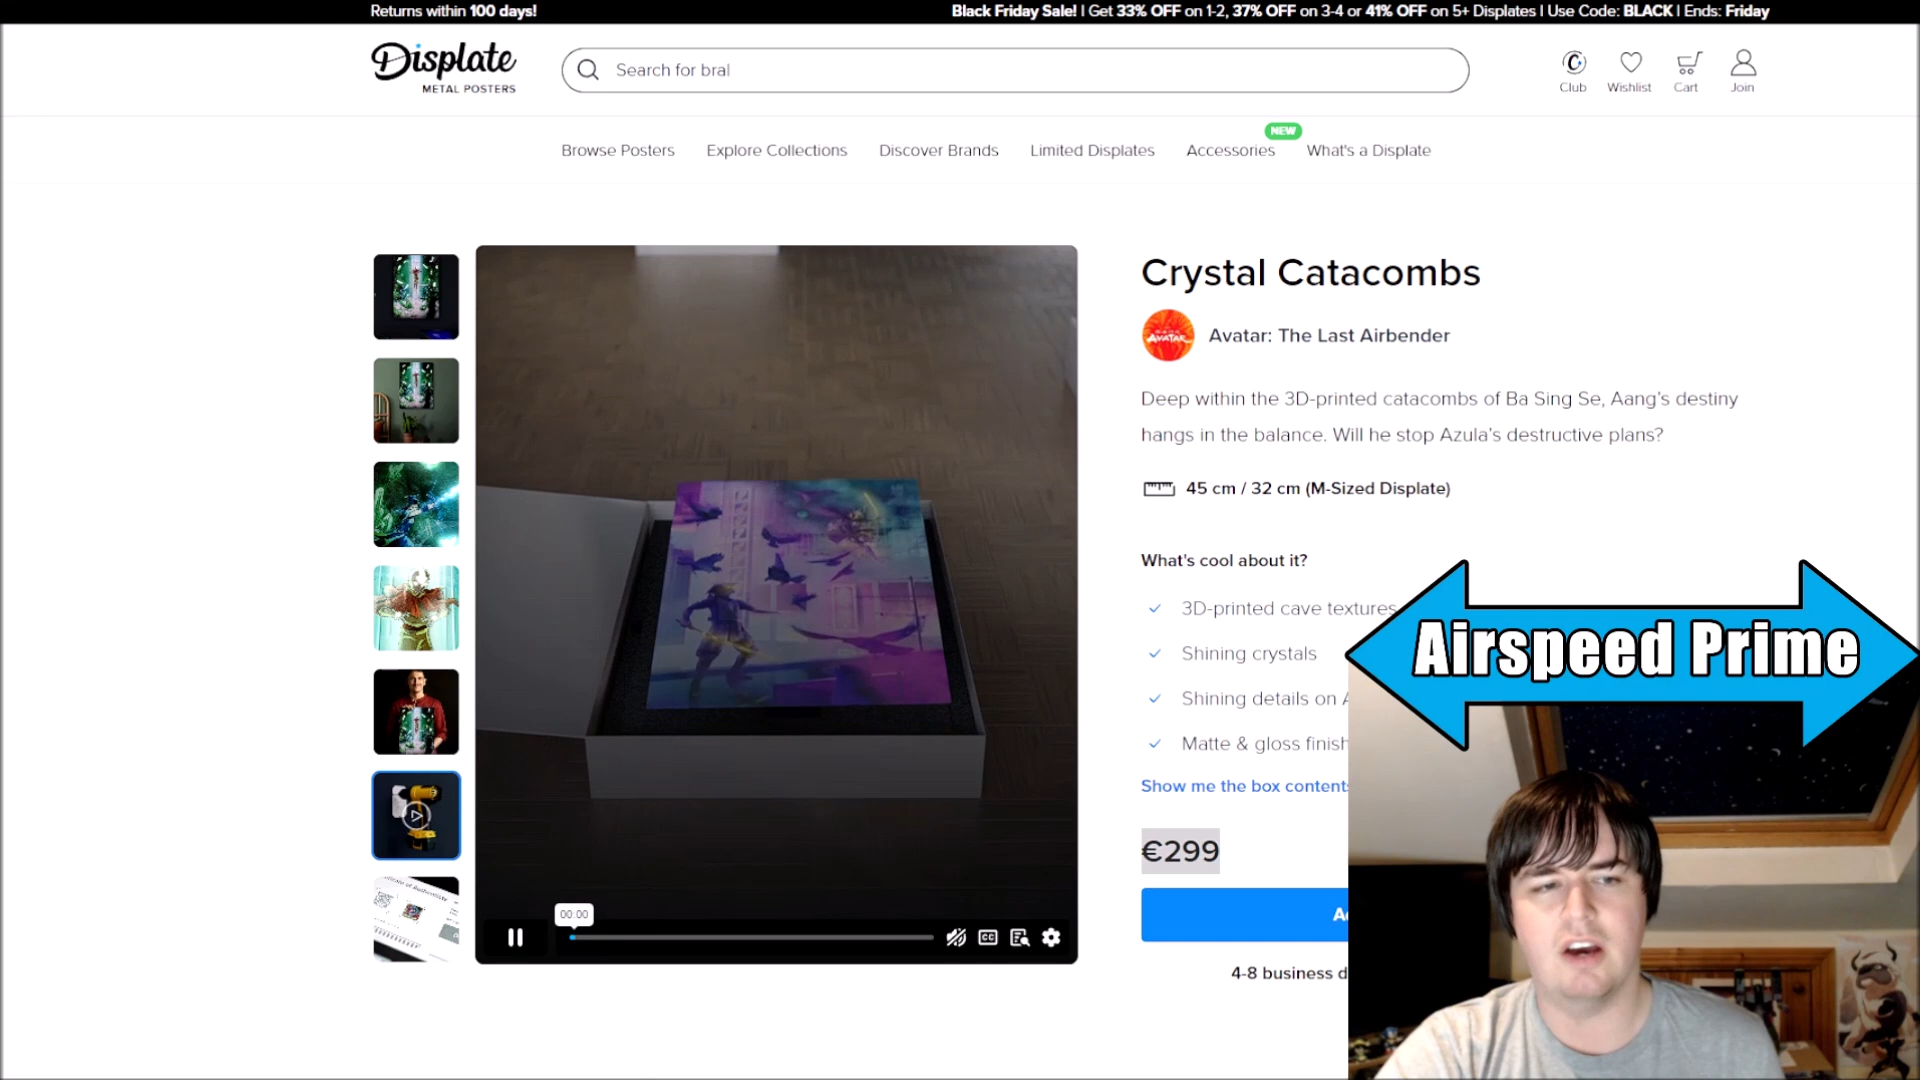 Returns within 100 days!
Black Friday Sale! | Get 33% OFF on 1-2, 37% OFF on 3-4 or 41% OFF on 5+ Displates | Use Code: BLACK | Ends: Friday
Displate
METAL POSTERS
Search for bral
Club
Wishlist
Cart
Join
NEW
Browse Posters
Explore Collections
Discover Brands
Limited Displates
Accessories
What's a Displate
Crystal Catacombs
AVATAR
Avatar: The Last Airbender
Deep within the 3D-printed catacombs of Ba Sing Se, Aang's destiny
hangs in the balance. Will he stop Azula's destructive plans?
45 cm / 32 cm (M-Sized Displate)
What's cool about it?
3D-printed cave textures
Shining crystals
Shining details on A
Matte & gloss finish
Show me the box contents
€299
4-8 business d
Airspeed Prime
00:00
CC